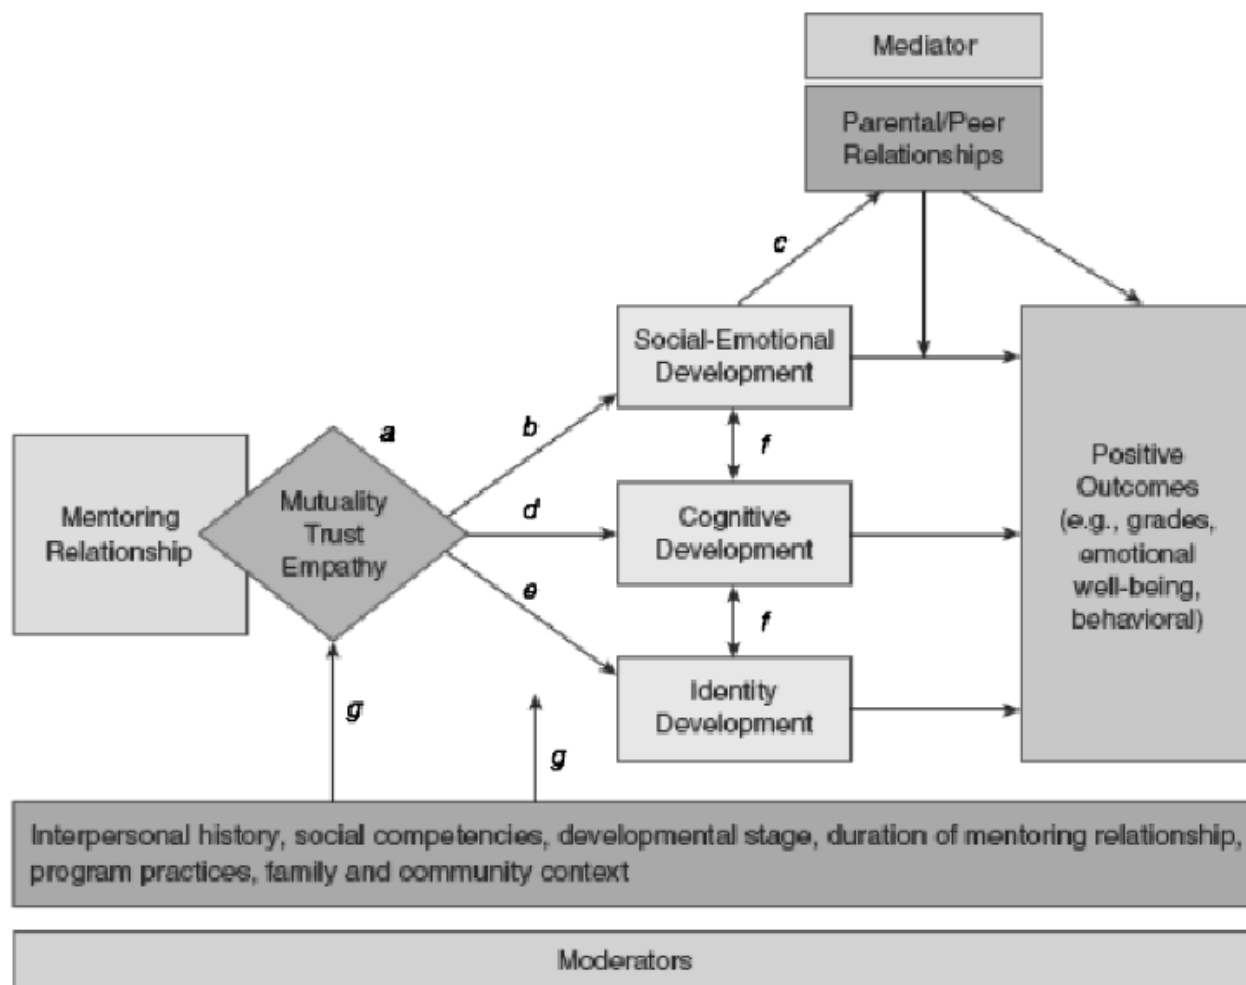 Mediator
Parental/Peer
Relationships
c
Social-Emotional
Development
a
b
f
Mentoring
Relationship
Mutuality
Trust
Empathy
d
Cognitive
Development
Positive
Outcomes
(e.g., grades,
emotional
well-being,
behavioral)
e
f
Identity
Development
g
g
Interpersonal history, social competencies, developmental stage, duration of mentoring relationship,
program practices, family and community context
Moderators